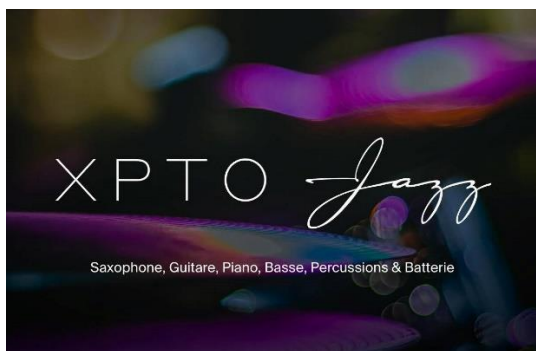 XPTO Jazz
Saxophone, Guitare, Piano, Basse, Percussions & Batterie